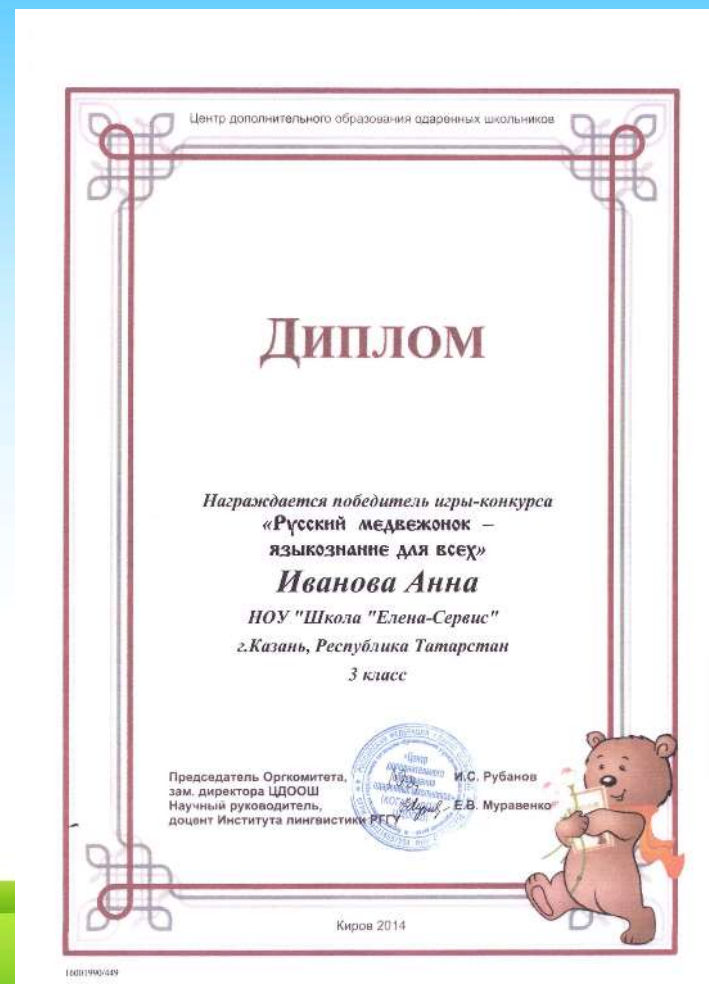 Центр дополнительного образования одаренных школьников
Диплом
Награждается победитель игры-конкурса
«Русский медвежонок –
языкознание для всех»
Иванова Анна
НОУ "Школа "Елена-Сервис"
г.Казань, Республика Татарстан
3 класс
Председатель Оргкомитета,
зам. директора ЦДООШ
И.С. Рубанов
Научный руководитель,
доцент Института лингвистики РГГУ
Е.В. Муравенко
Киров 2014
16001990/449